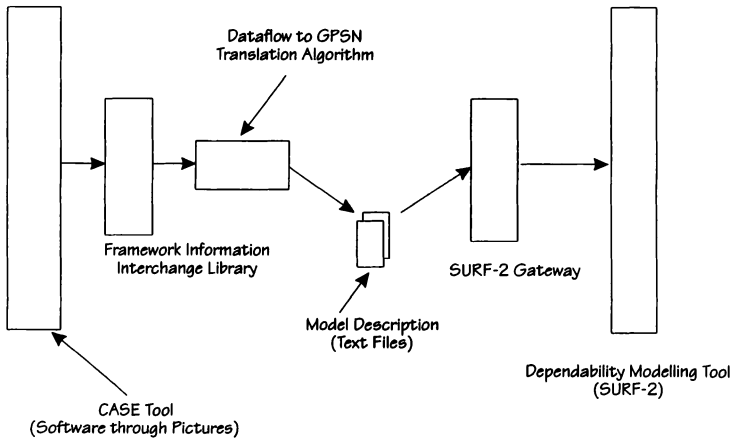 Dataflow to GPSN
Translation Algorithm
Framework Information
Interchange Library
SURF-2 Gateway
Model Description
(Text Files)
Dependability Modelling Tool
(SURF-2)
CASE Tool
(Software through Pictures)